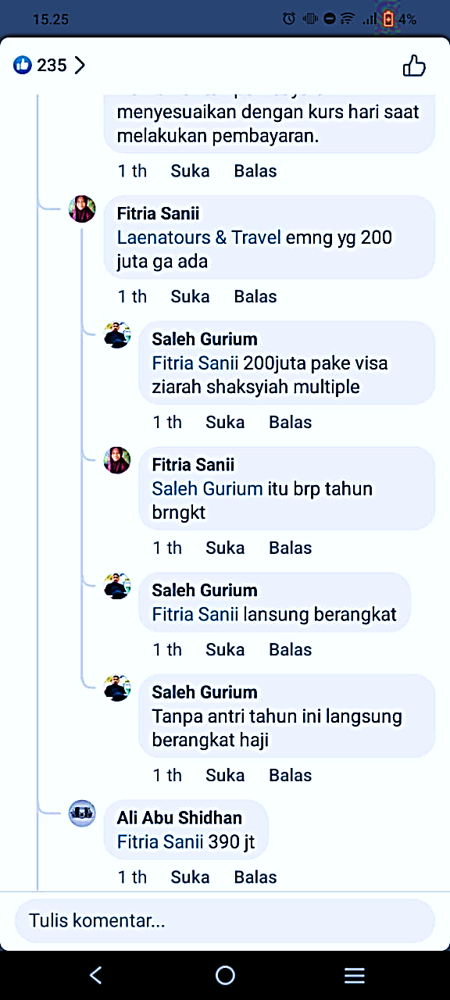 15.25
4%
235
menyesuaikan dengan kurs hari saat
melakukan pembayaran.
1 th Suka Balas
Fitria Sanii
Laenatours & Travel emng yg 200
juta ga ada
1 th Suka Balas
Saleh Gurium
Fitria Sanii 200juta pake visa
ziarah shaksyiah multiple
1 th Suka Balas
Fitria Sanii
Saleh Gurium itu brp tahun
brngkt
1 th Suka Balas
Saleh Gurium
Fitria Sanii lansung berangkat
1 th Suka Balas
Saleh Gurium
Tanpa antri tahun ini langsung
berangkat haji
1 th Suka Balas
Ali Abu Shidhan
Fitria Sanii 390 jt
1 th Suka Balas
Tulis komentar...